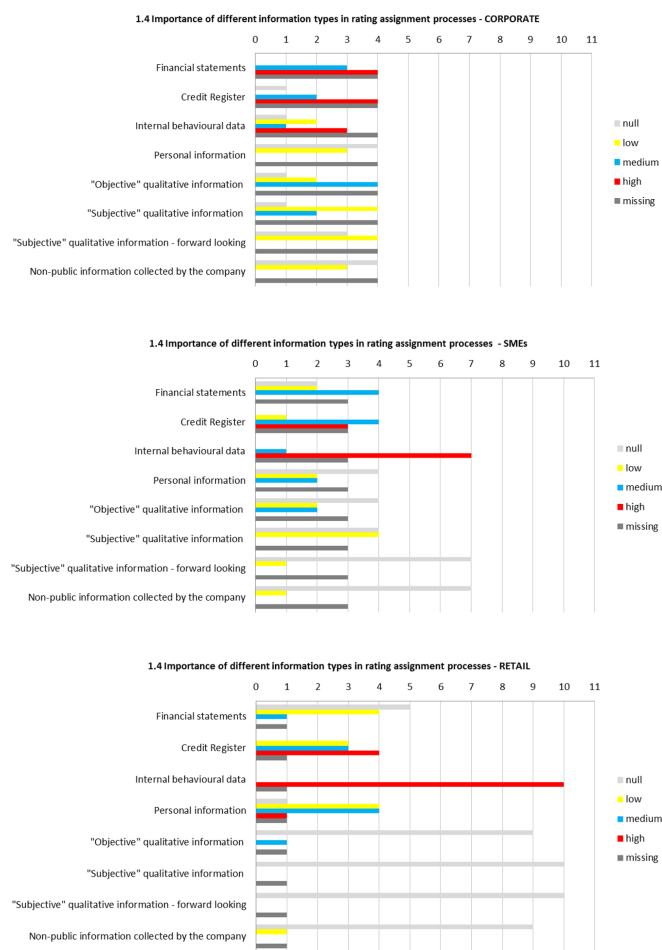 1.4 Importance of different information types in rating assignment processes - CORPORATE
0 1 2 3 4 5 6 7 8 9 10 11
Financial statements
Credit Register
Internal behavioural data
Personal information
"Objective" qualitative information
"Subjective" qualitative information
"Subjective" qualitative information - forward looking
Non-public information collected by the company
null
low
medium
high
missing
1.4 Importance of different information types in rating assignment processes - SMEs
0 1 2 3 4 5 6 7 8 9 10 11
Financial statements
Credit Register
Internal behavioural data
Personal information
"Objective" qualitative information
"Subjective" qualitative information
"Subjective" qualitative information - forward looking
Non-public information collected by the company
null
low
medium
high
missing
1.4 Importance of different information types in rating assignment processes - RETAIL
0 1 2 3 4 5 6 7 8 9 10 11
Financial statements
Credit Register
Internal behavioural data
Personal information
"Objective" qualitative information
"Subjective" qualitative information
"Subjective" qualitative information - forward looking
Non-public information collected by the company
null
low
medium
high
missing